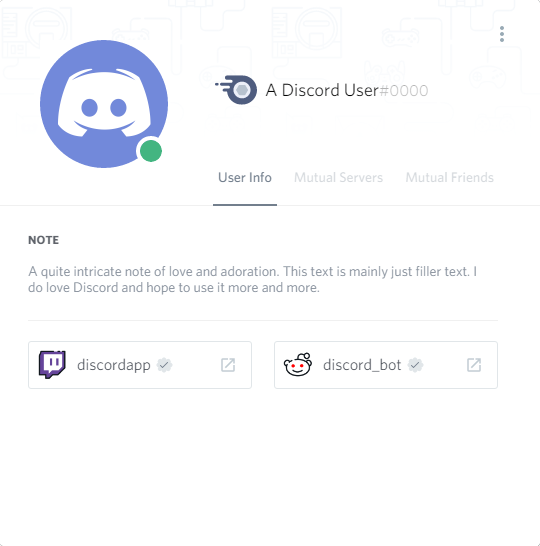 A Discord User#0000
User Info Mutual Servers Mutual Friends
NOTE
A quite intricate note of love and adoration. This text is mainly just filler text. I
do love Discord and hope to use it more and more.
discordapp discord_bot